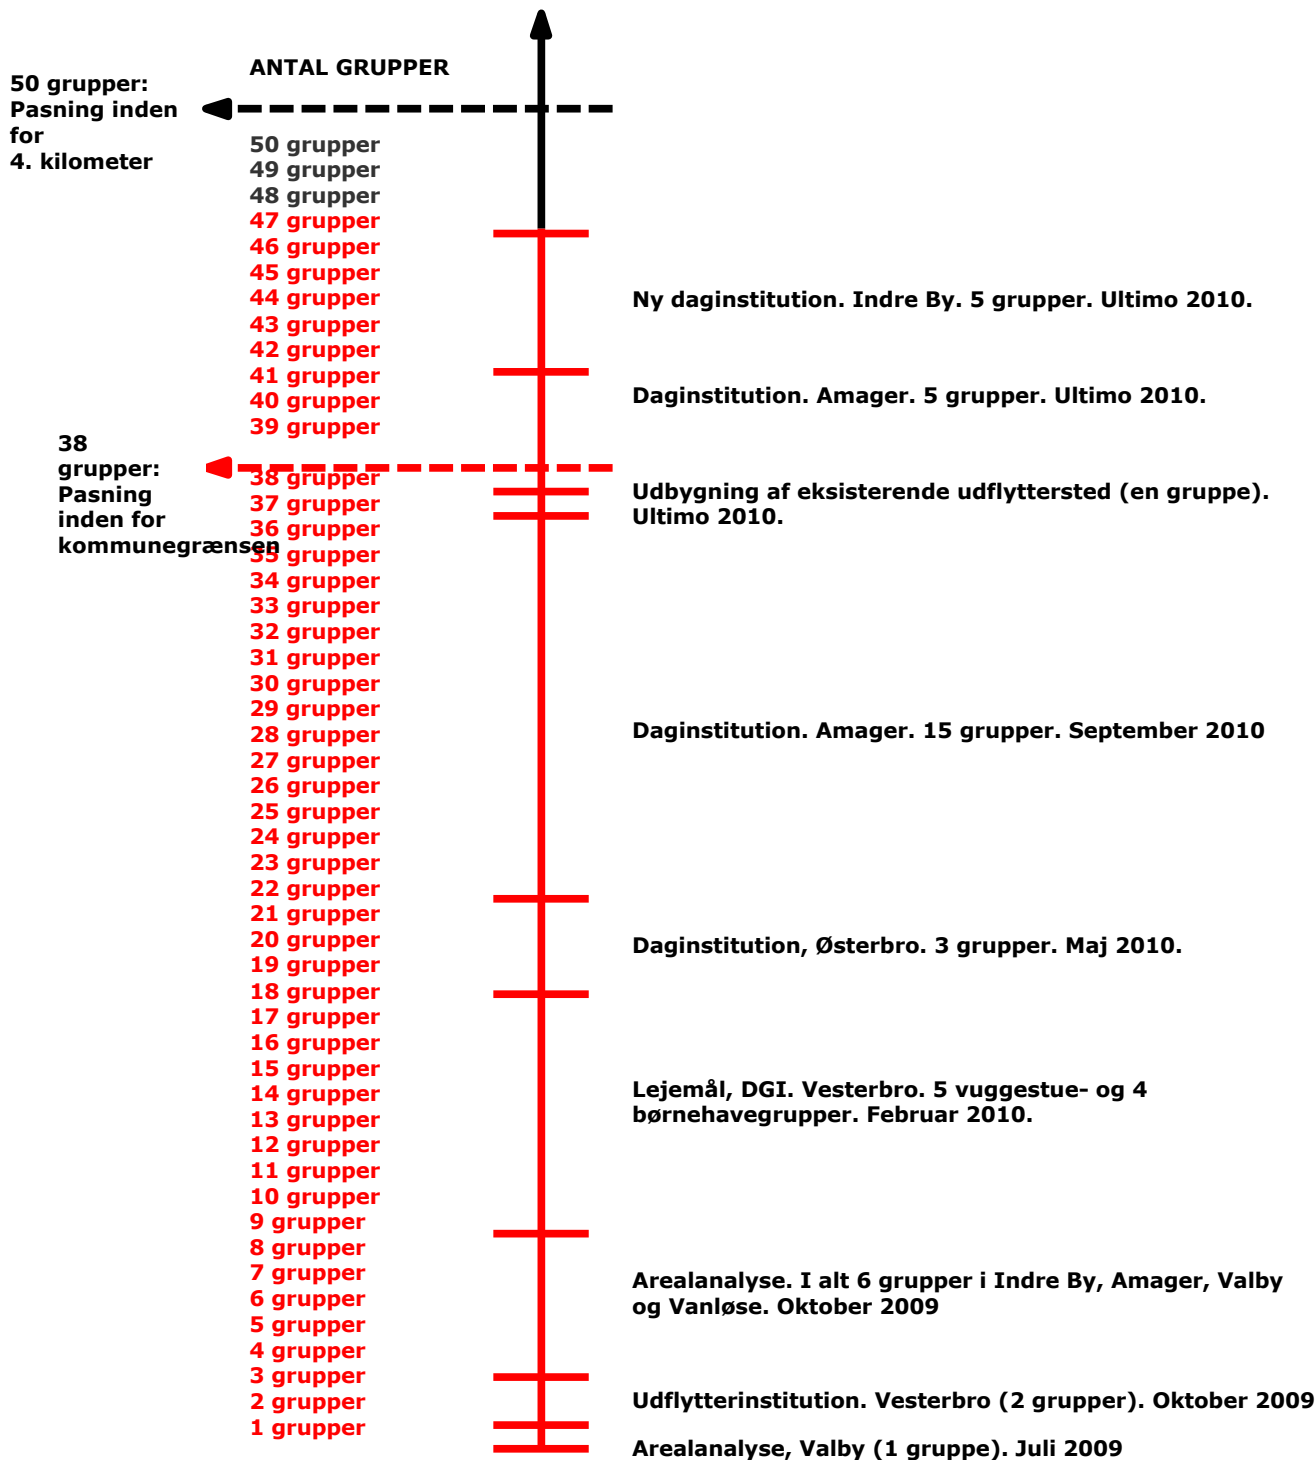 ANTAL GRUPPER
50 grupper:
Pasning inden
for
4. kilometer
50 grupper
49 grupper
48 grupper
47 grupper
46 grupper
45 grupper
44 grupper
43 grupper
42 grupper
41 grupper
40 grupper
39 grupper
38
grupper:
Pasning
inden for
kommunegrænsen
38 grupper
37 grupper
36 grupper
35 grupper
34 grupper
33 grupper
32 grupper
31 grupper
30 grupper
29 grupper
28 grupper
27 grupper
26 grupper
25 grupper
24 grupper
23 grupper
22 grupper
21 grupper
20 grupper
19 grupper
18 grupper
17 grupper
16 grupper
15 grupper
14 grupper
13 grupper
12 grupper
11 grupper
10 grupper
9 grupper
8 grupper
7 grupper
6 grupper
5 grupper
4 grupper
3 grupper
2 grupper
1 grupper
Ny daginstitution. Indre By. 5 grupper. Ultimo 2010.
Daginstitution. Amager. 5 grupper. Ultimo 2010.
Udbygning af eksisterende udflyttersted (en gruppe).
Ultimo 2010.
Daginstitution. Amager. 15 grupper. September 2010
Daginstitution, Østerbro. 3 grupper. Maj 2010.
Lejemål, DGI. Vesterbro. 5 vuggestue- og 4
børnehavegrupper. Februar 2010.
Arealanalyse. I alt 6 grupper i Indre By, Amager, Valby
og Vanløse. Oktober 2009
Udflytterinstitution. Vesterbro (2 grupper). Oktober 2009
Arealanalyse, Valby (1 gruppe). Juli 2009